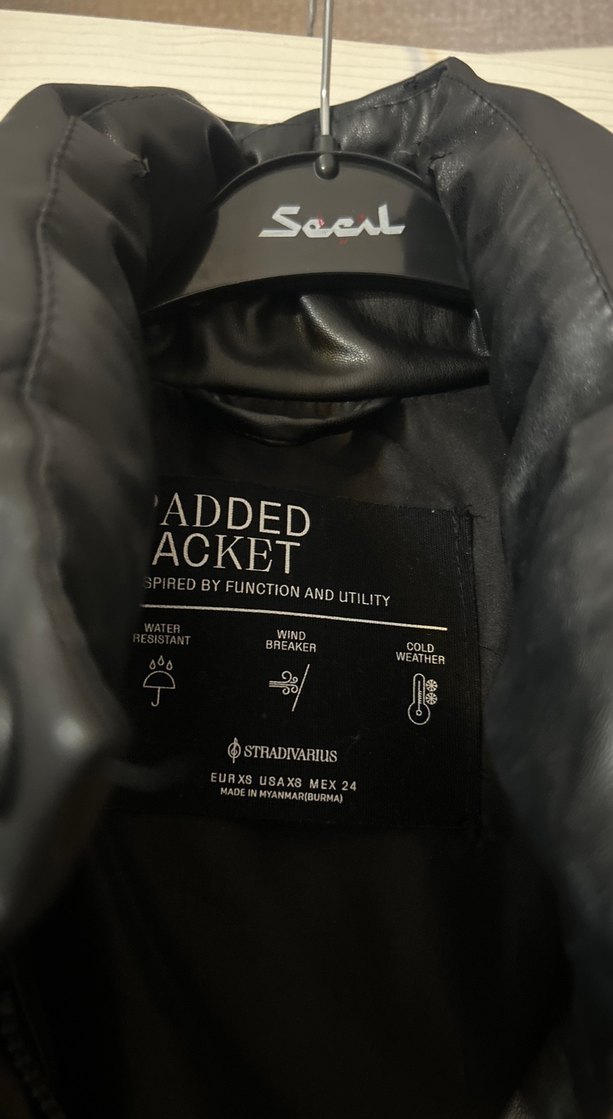 Seçil
ADDED
ACKET
SPIRED BY FUNCTION AND UTILITY
WATER
RESISTANT
WIND
BREAKER
COLD
WEATHER
STRADIVARIUS
EUR XS USA XS MEX 24
MADE IN MYANMAR(BURMA)